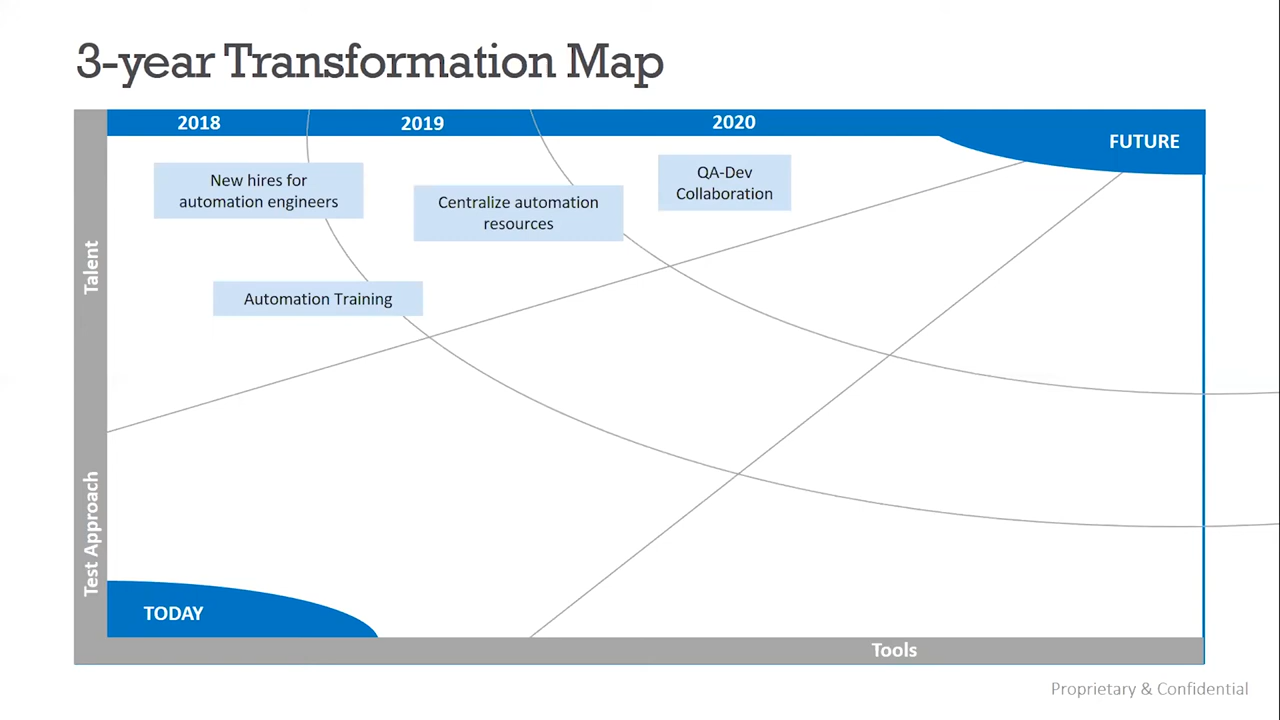 3-year Transformation Map
2018
2019
2020
FUTURE
New hires for
automation engineers
Centralize automation
resources
QA-Dev
Collaboration
Talent
Automation Training
Test Approach
TODAY
Tools
Proprietary & Confidential